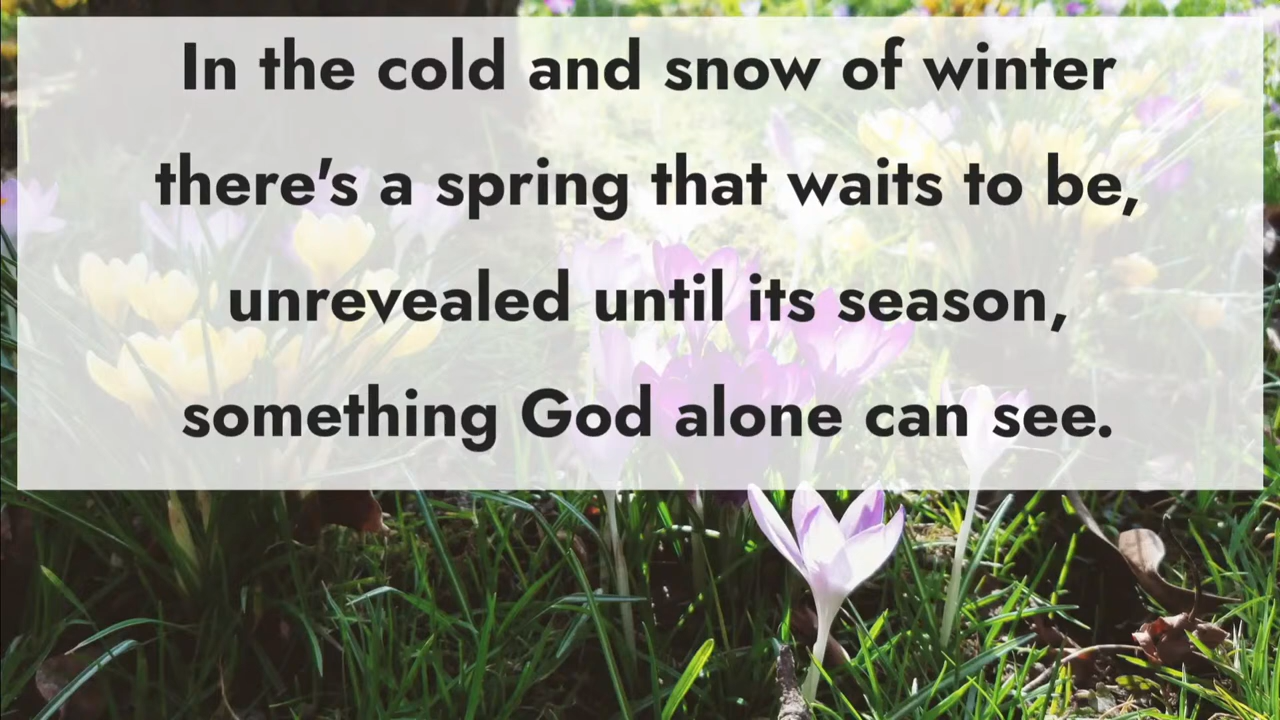 In the cold and snow of winter
there's a spring that waits to be,
unrevealed until its season,
something God alone can see.